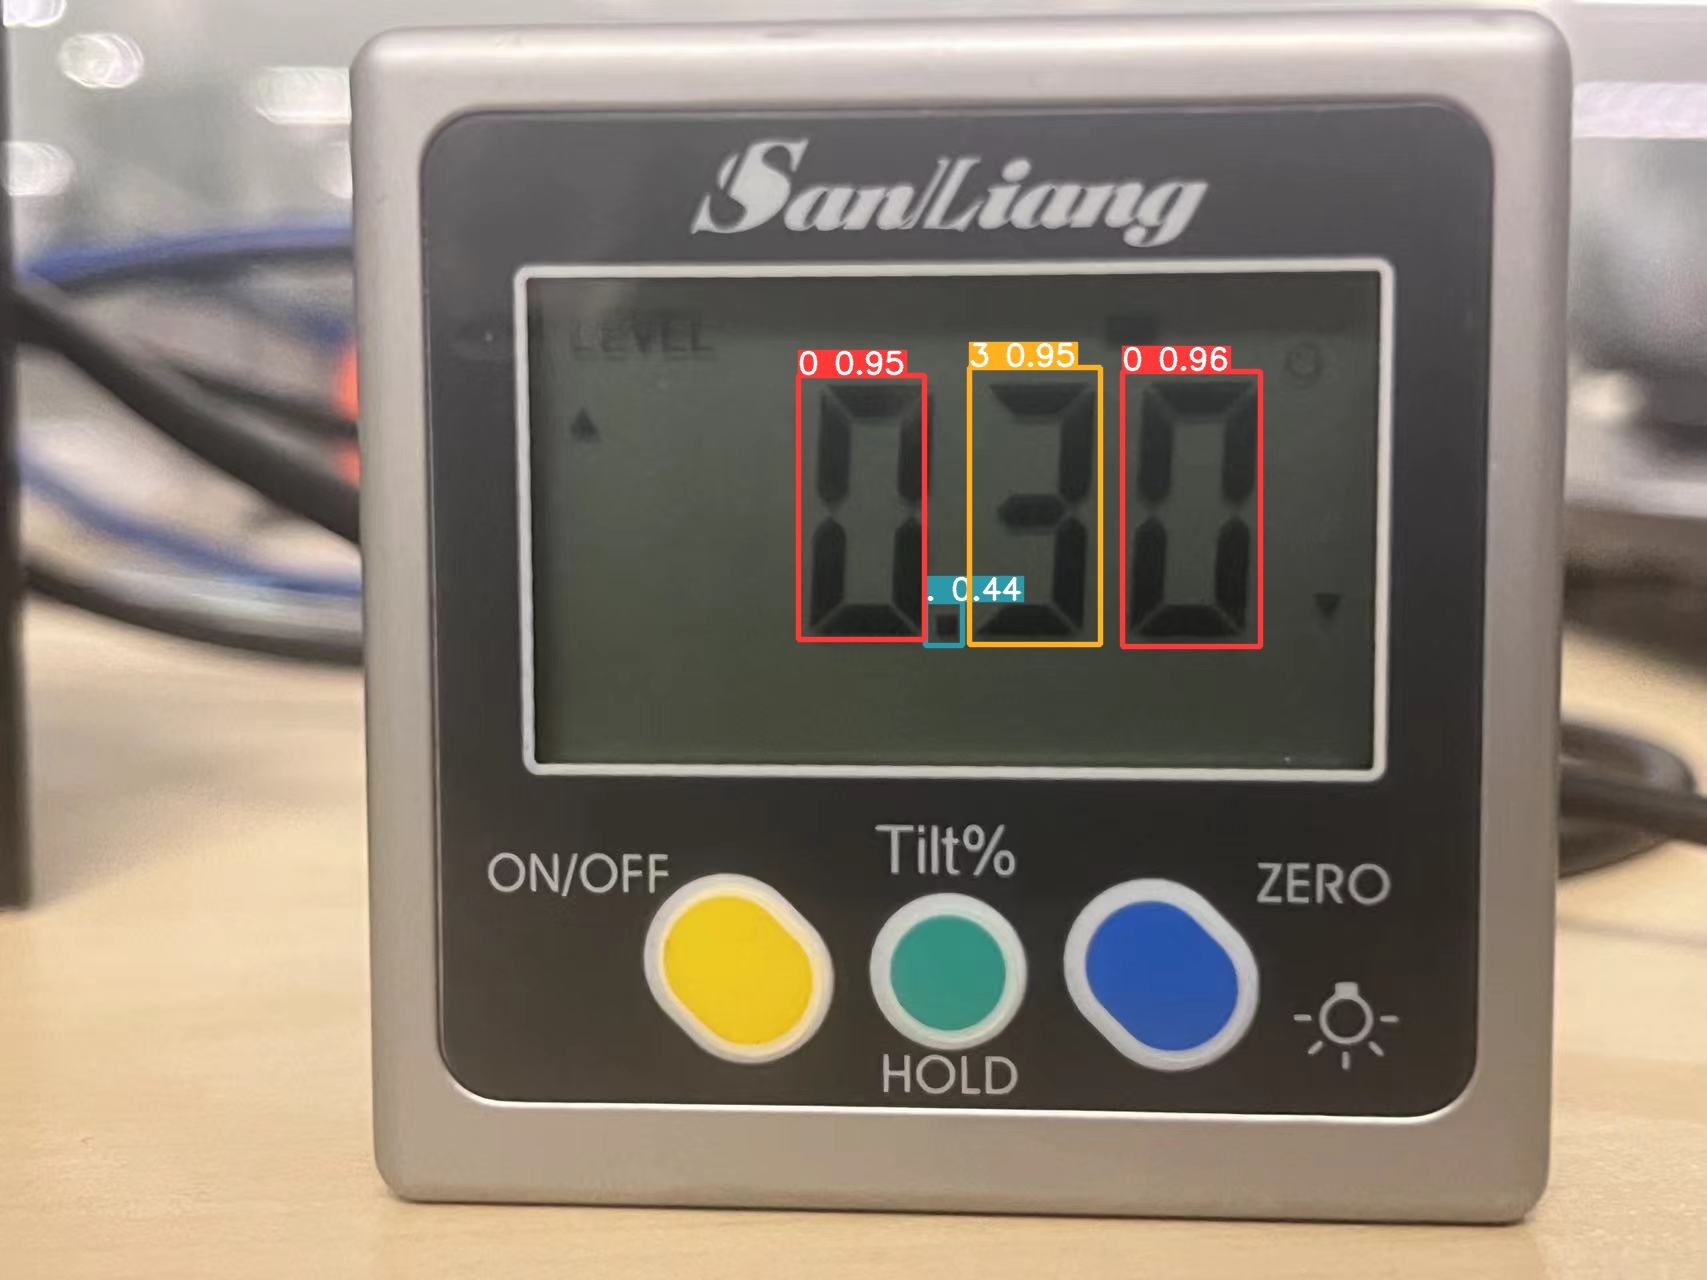 SanLiang
LEVEL
0 0.95 3 0.95 0 0.96
. 0.44
0.30
Tilt%
ON/OFF ZERO
HOLD